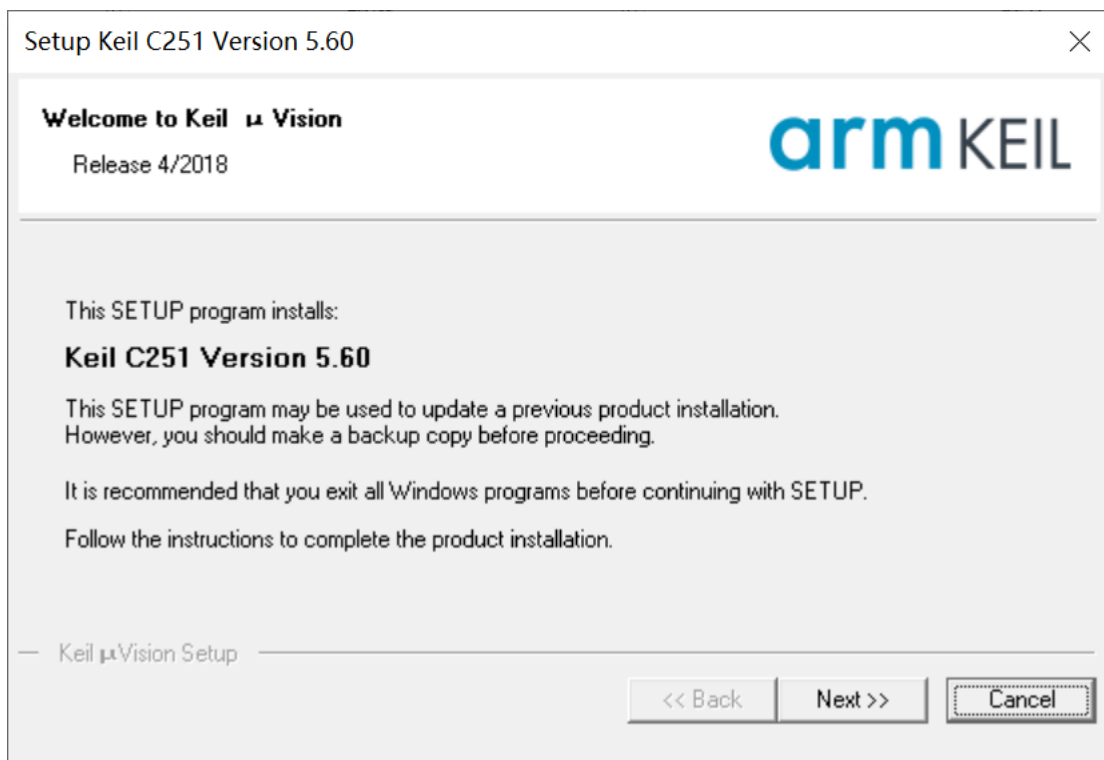 Setup Keil C251 Version 5.60
Welcome to Keil μ Vision
Release 4/2018
arm KEIL
This SETUP program installs:
Keil C251 Version 5.60
This SETUP program may be used to update a previous product installation.
However, you should make a backup copy before proceeding.
It is recommended that you exit all Windows programs before continuing with SETUP.
Follow the instructions to complete the product installation.
Keil μVision Setup
<< Back
Next >>
Cancel